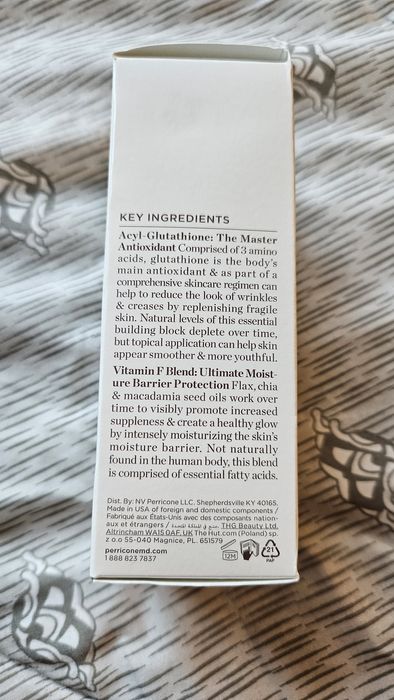 KEY INGREDIENTS
Acyl-Glutathione: The Master
Antioxidant Comprised of 3 amino
acids, glutathione is the body's
main antioxidant & as part of a
comprehensive skincare regimen can
help to reduce the look of wrinkles
& creases by replenishing fragile
skin. Natural levels of this essential
building block deplete over time,
but topical application can help skin
appear smoother & more youthful.
Vitamin F Blend: Ultimate Moist-
ure Barrier Protection Flax, chia
& macadamia seed oils work over
time to visibly promote increased
suppleness & create a healthy glow
by intensely moisturizing the skin's
moisture barrier. Not naturally
found in the human body, this blend
is comprised of essential fatty acids.
Dist. By: NV Perricone LLC. Shepherdsville KY 40165.
Made in USA of foreign and domestic components /
Fabriqué aux États-Unis avec des composants nation-
aux et étrangers / THG Beauty Ltd,
Altrincham WA15 0AF, UK The Hut.com (Poland) sp.
z o.o 55-040 Magnice, PL. 651579
perriconemd.com
1 888 823 7837
12M
21
PAP